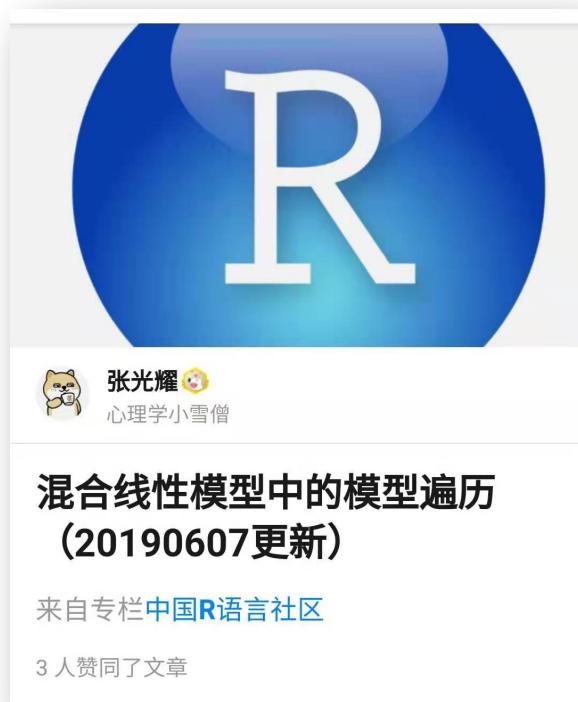 R
张光耀
心理学小雪僧
混合线性模型中的模型遍历
（20190607更新）
来自专栏中国R语言社区
3 人赞同了文章